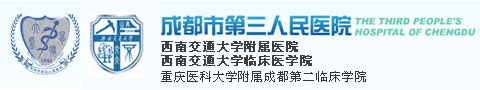 成都市第三人民医院 THE THIRD PEOPLE'S
HOSPITAL OF CHENGDU
西南交通大学附属医院
西南交通大学临床医学院
重庆医科大学附属成都第二临床学院